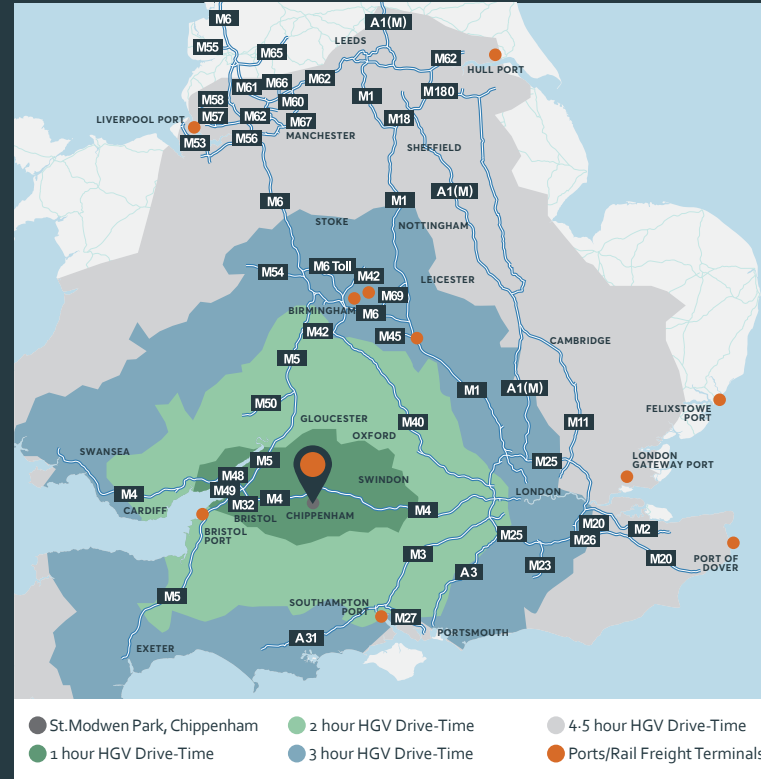 M6
A1(M)
LEEDS
M55
M65
M62
HULL PORT
M62
M61
M66
M1
M180
M58
M60
M57
M62
M67
M18
LIVERPOOL PORT
MANCHESTER
M53
M56
SHEFFIELD
A1(M)
M6
M1
STOKE
NOTTINGHAM
M6 Toll
M54
M42
LEICESTER
M69
BIRMINGHAM
M6
M42
M45
CAMBRIDGE
M5
M1
A1(M)
M50
FELIXSTOWE
PORT
GLOUCESTER
M40
M11
OXFORD
SWANSEA
M5
M25
LONDON
GATEWAY PORT
M48
SWINDON
M4
M49
M4
LONDON
CARDIFF
M32
M4
BRISTOL
CHIPPENHAM
BRISTOL
PORT
M20
M2
M25
M26
M3
M20
PORT OF
DOVER
M23
A3
M5
SOUTHAMPTON
PORT
M27
PORTSMOUTH
A31
EXETER
St.Modwen Park, Chippenham
2 hour HGV Drive-Time
4.5 hour HGV Drive-Time
1 hour HGV Drive-Time
3 hour HGV Drive-Time
Ports/Rail Freight Terminals